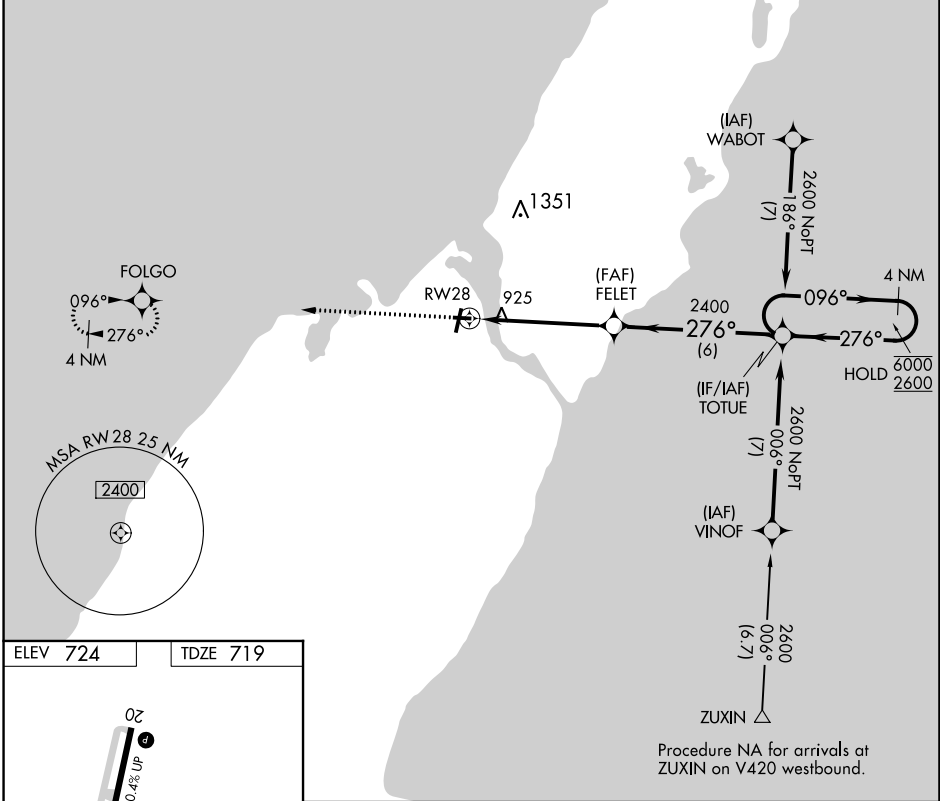 (IAF)
WABOT
2600 NoPT
186°
(7)
1351
FOLGO
096°
276°
4 NM
RW28
925
(FAF)
FELET
2400
276°
(6)
096°
4 NM
276°
HOLD
6000
2600
(IF/IAF)
TOTUE
2600 NoPT
006°
(7)
MSA RW28 25 NM
2400
(IAF)
VINOF
2600
006°
(6.7)
ELEV 724
TDZE 719
ZUXIN
Procedure NA for arrivals at
ZUXIN on V420 westbound.
20
P
0.4% UP